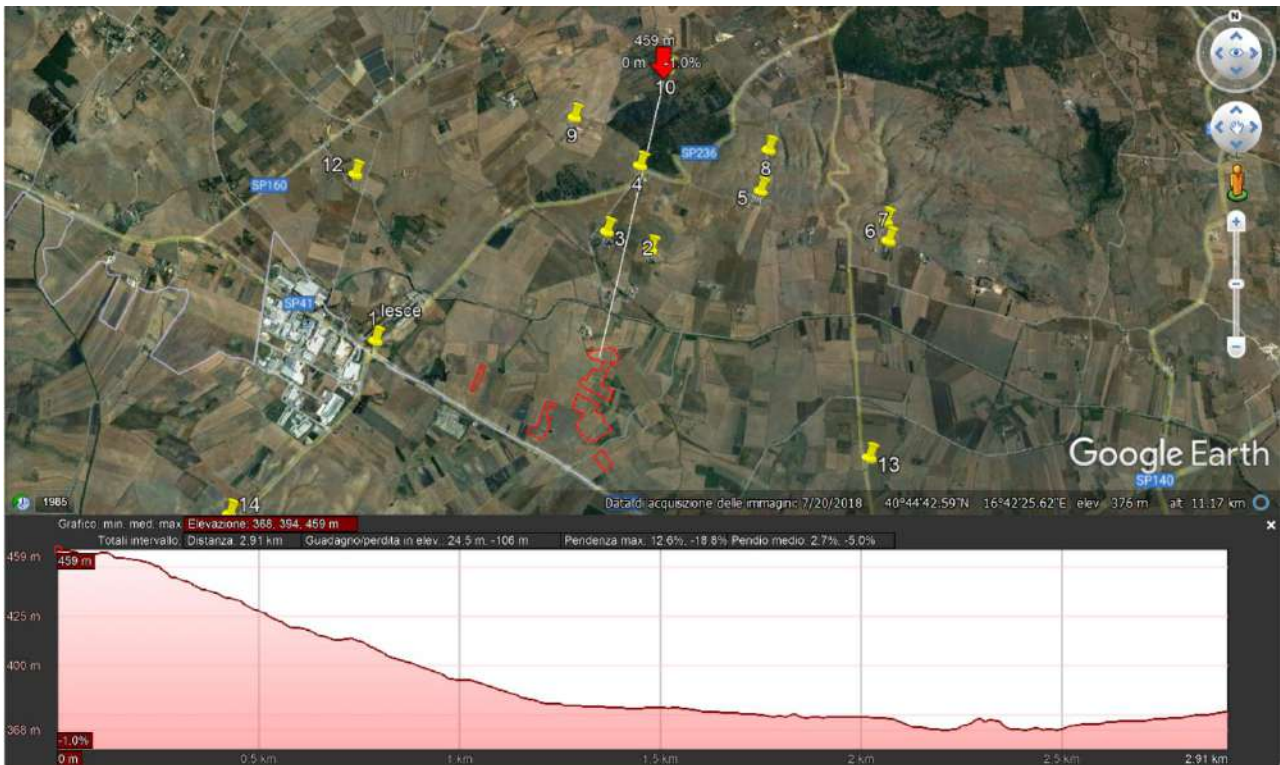 N
459 m
0 m -1.0%
10
9
SP236
12
4
8
SP160
5
3
2
7
6
SP41
1 Iesce
13
14
Google Earth
SP140
1985
Data di acquisizione delle immagini: 7/20/2018 40°44'42.59"N 16°42'25.62"E elev 376 m alt 11.17 km
Grafico: min, med, max Elevazione: 368, 394, 459 m
Totali intervallo: Distanza: 2.91 km Guadagno/perdita in elev.: 24.5 m, -106 m Pendenza max: 12.6%, -18.8% Pendio medio: 2.7%, -5.0%
459 m
459 m
425 m
400 m
368 m
-1.0%
0 m 0.5 km 1 km 1.5 km 2 km 2.5 km 2.91 km